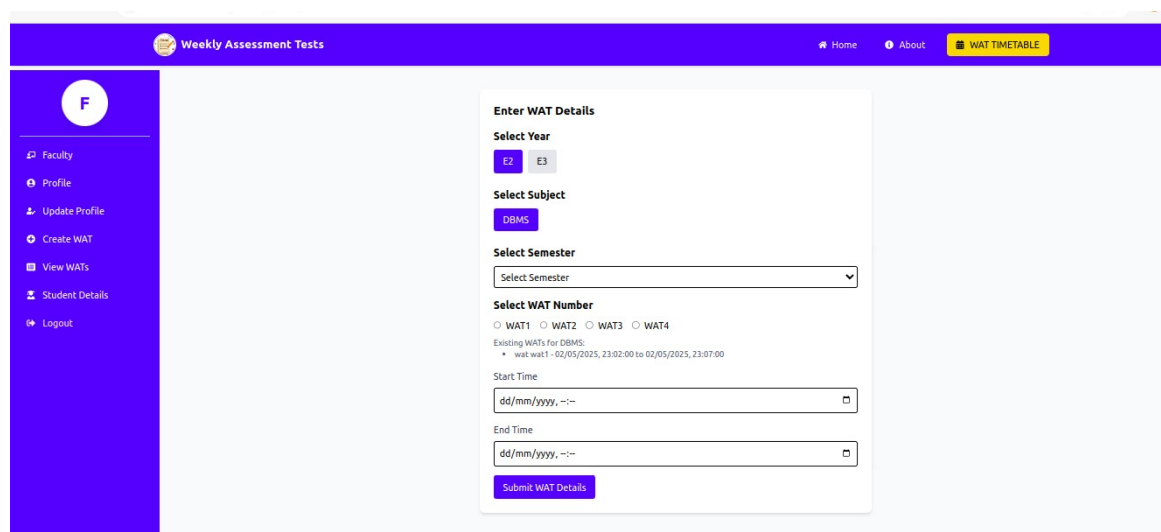 Weekly Assessment Tests
Home About WAT TIMETABLE
F
Faculty
Profile
Update Profile
Create WAT
View WATs
Student Details
Logout
Enter WAT Details
Select Year
E2 E3
Select Subject
DBMS
Select Semester
Select Semester
Select WAT Number
WAT1 WAT2 WAT3 WAT4
Existing WATs for DBMS:
• wat wat1 - 02/05/2025, 23:02:00 to 02/05/2025, 23:07:00
Start Time
dd/mm/yyyy, --:--
End Time
dd/mm/yyyy, --:--
Submit WAT Details